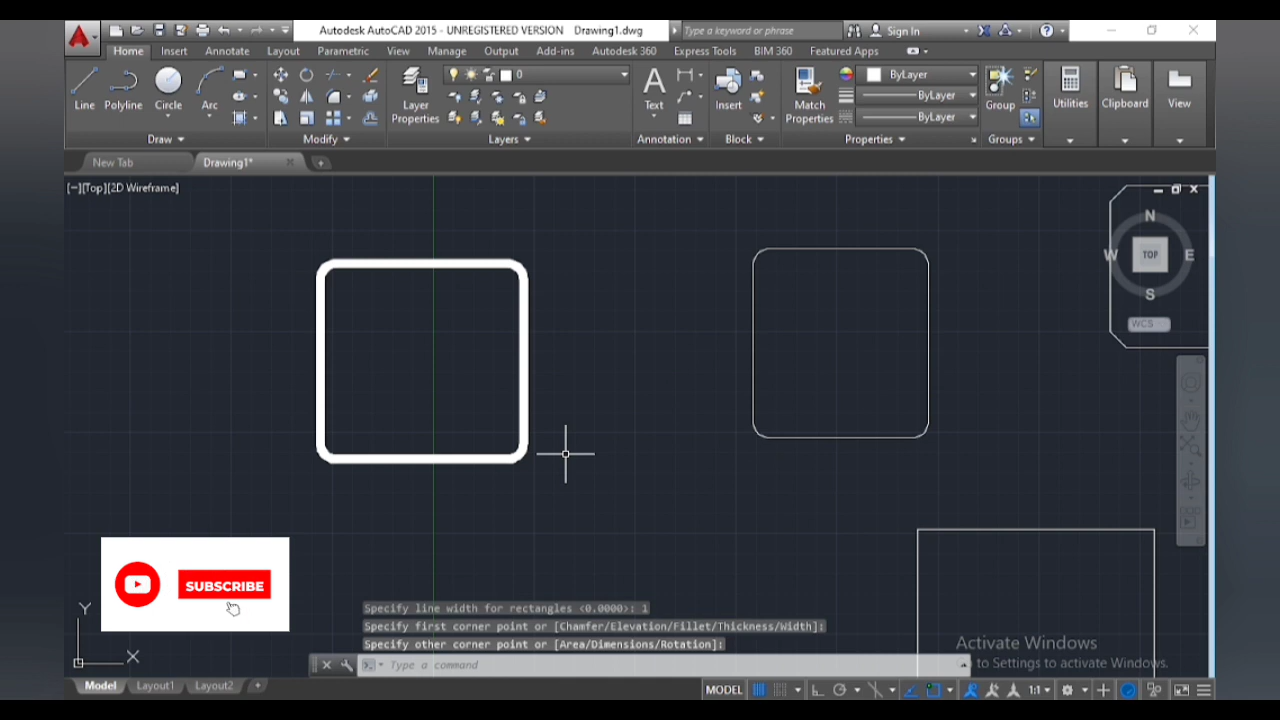 Autodesk AutoCAD 2015 - UNREGISTERED VERSION Drawing1.dwg
Type a keyword or phrase
Sign In
Home Insert Annotate Layout Parametric View Manage Output Add-ins Autodesk 360 Express Tools BIM 360 Featured Apps
Line Polyline Circle Arc
Layer Properties
0
Text
Insert
Match Properties
ByLayer
ByLayer
ByLayer
Group
Utilities
Clipboard
View
Draw Modify Layers Annotation Block Properties Groups
New Tab Drawing1*
[−][Top][2D Wireframe]
N
W TOP E
S
WCS
SUBSCRIBE
Y
X
Specify line width for rectangles <0.0000>: 1
Specify first corner point or [Chamfer/Elevation/Fillet/Thickness/Width]:
Specify other corner point or [Area/Dimensions/Rotation]:
Type a command
Activate Windows
to Settings to activate Windows.
Model Layout1 Layout2 +
MODEL
1:1